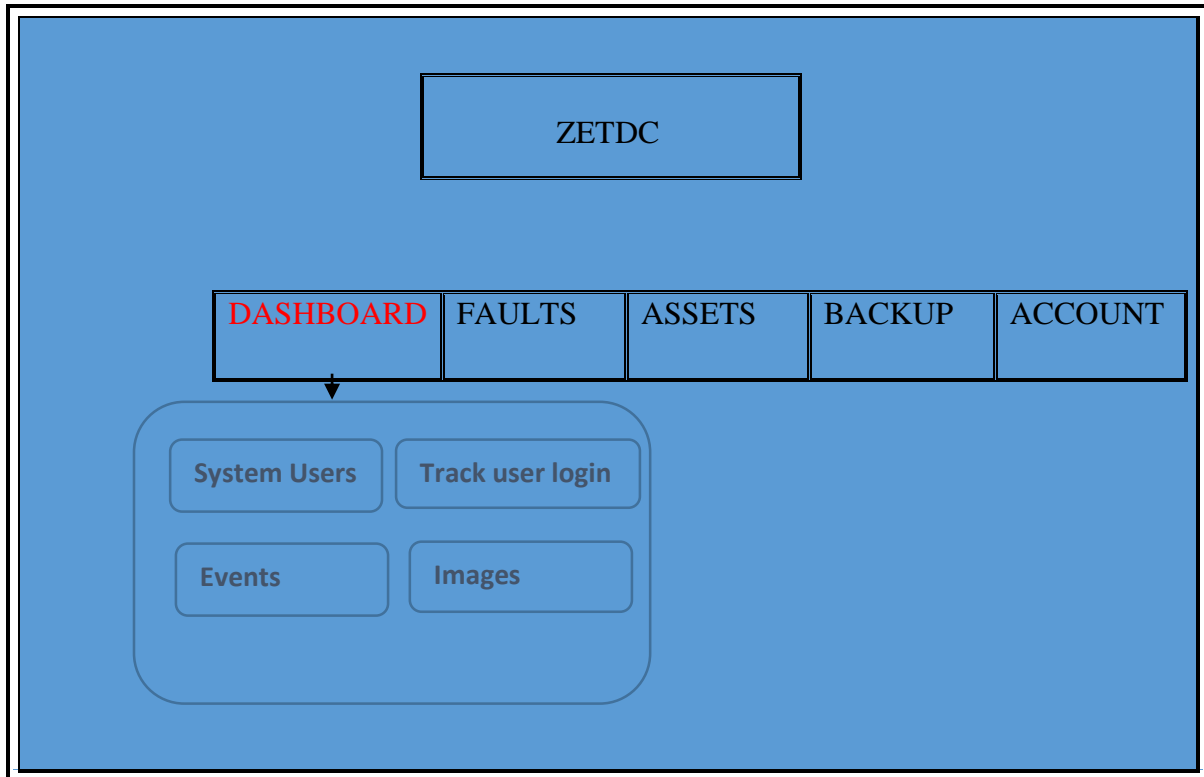 ZETDC
DASHBOARD FAULTS ASSETS BACKUP ACCOUNT
System Users Track user login
Events Images